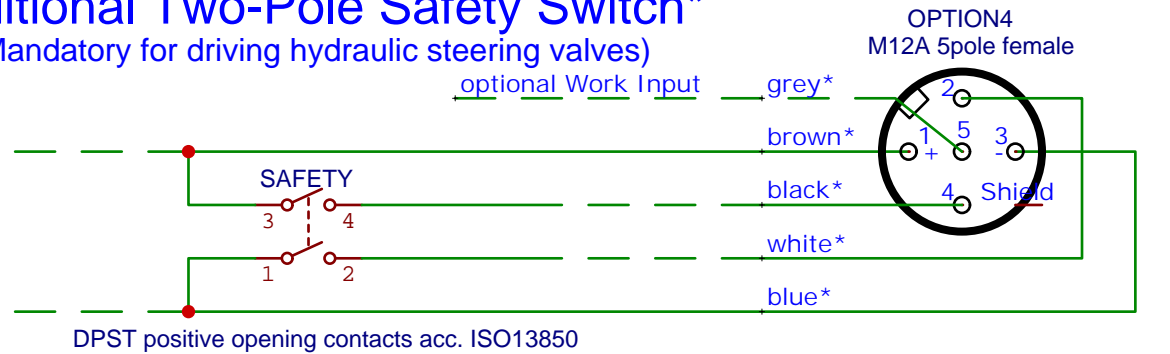 itional Two-Pole Safety Switch*
Mandatory for driving hydraulic steering valves)
OPTION4
M12A 5pole female
optional Work Input grey*
2
brown*
1 5 3
+ -
SAFETY
black*
4 Shield
3 4
white*
1 2
blue*
DPST positive opening contacts acc. ISO13850